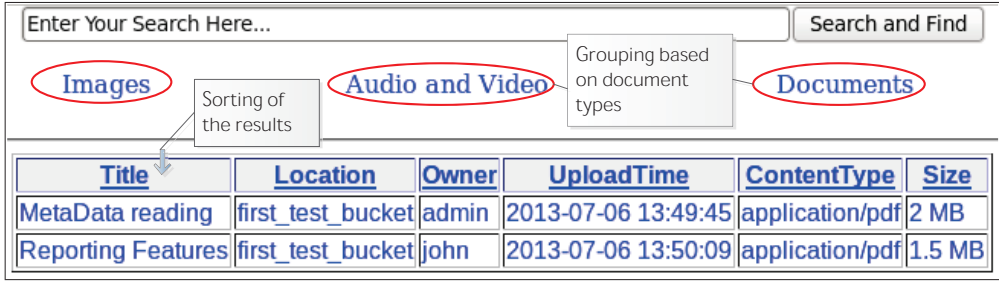 Enter Your Search Here...
Search and Find
Images
Audio and Video
Documents
Grouping based
on document
types
Sorting of
the results
Title Location Owner UploadTime ContentType Size
MetaData reading first_test_bucket admin 2013-07-06 13:49:45 application/pdf 2 MB
Reporting Features first_test_bucket john 2013-07-06 13:50:09 application/pdf 1.5 MB